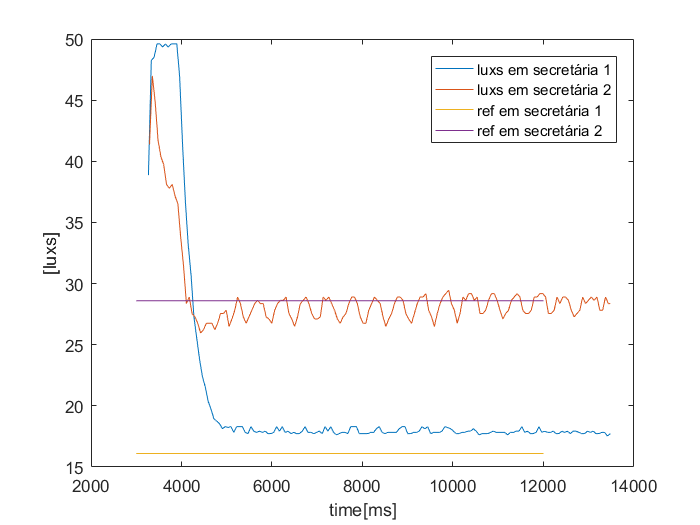 50
45
40
35
30
25
20
15
[luxs]
luxs em secretária 1
luxs em secretária 2
ref em secretária 1
ref em secretária 2
2000 4000 6000 8000 10000 12000 14000
time[ms]